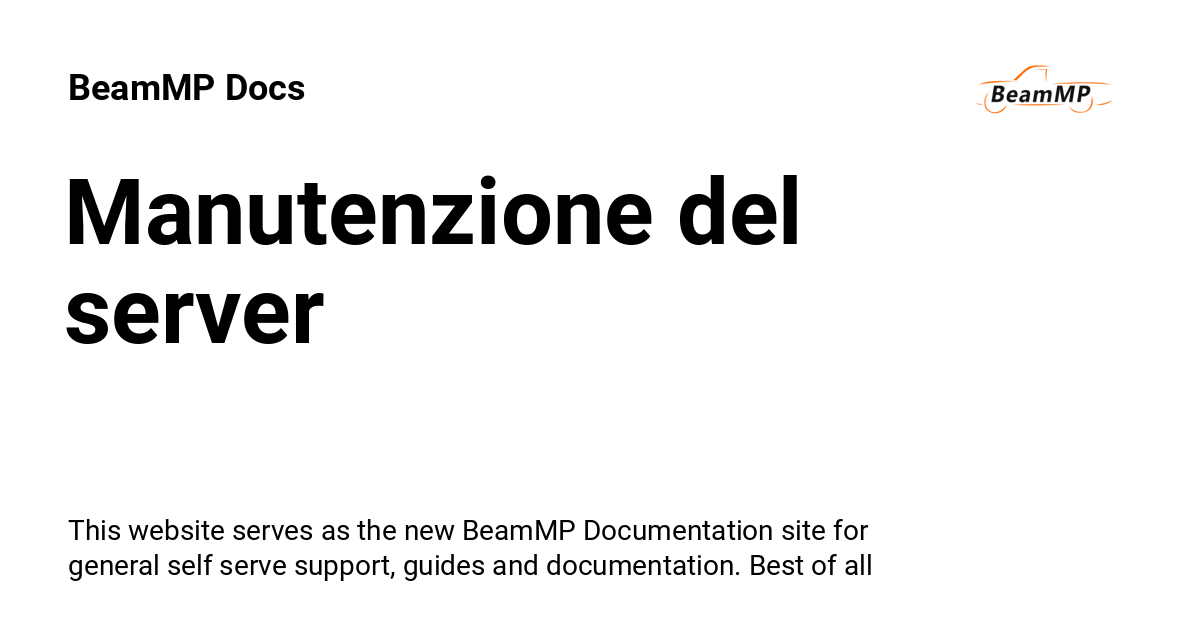 BeamMP Docs
BeamMP
Manutenzione del
server
This website serves as the new BeamMP Documentation site for
general self serve support, guides and documentation. Best of all